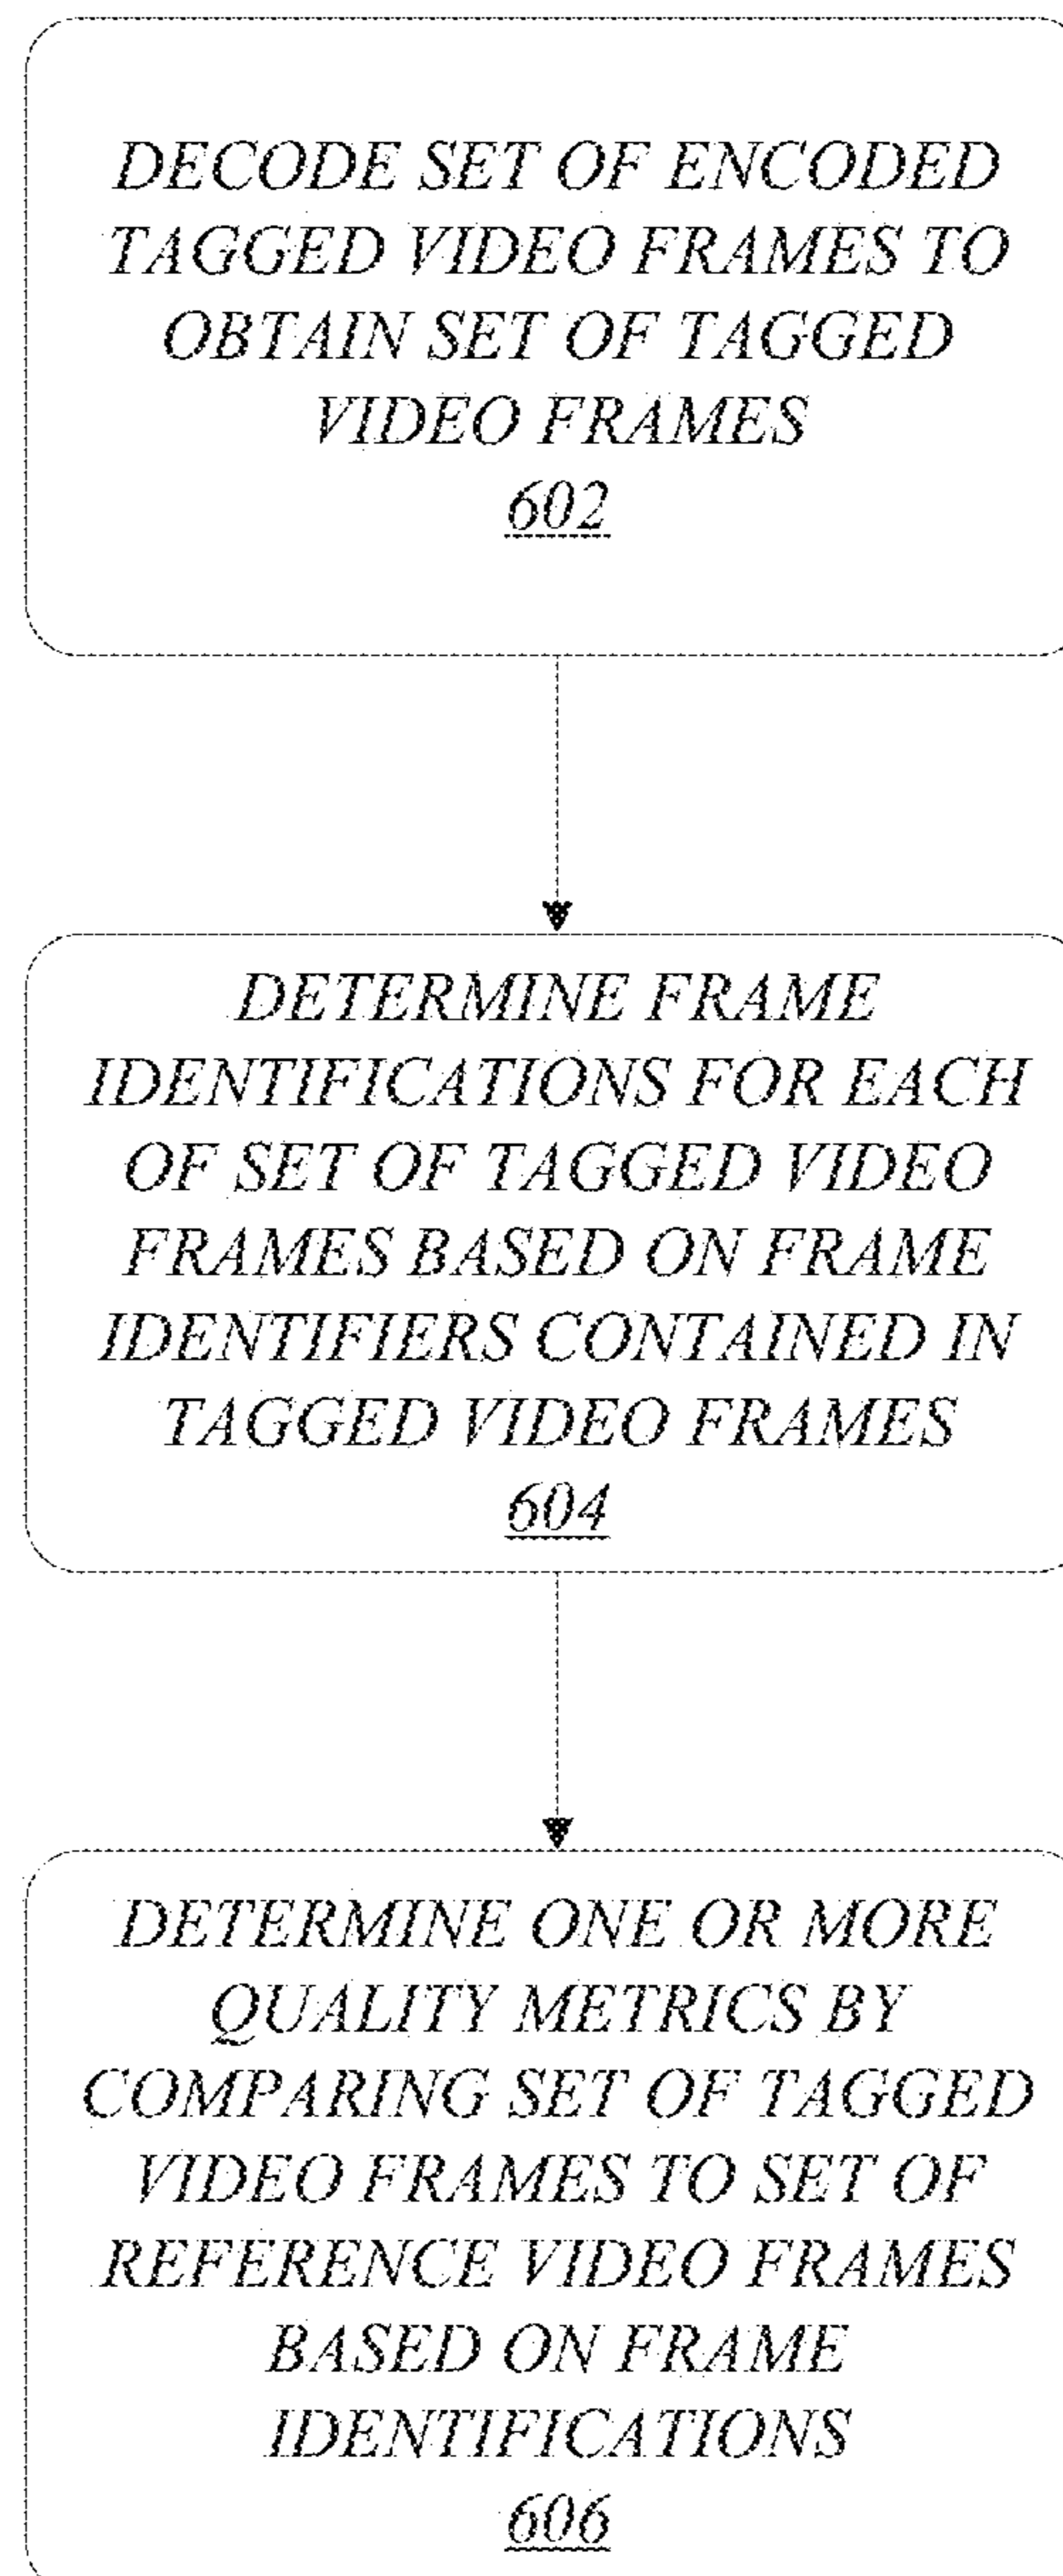 DECODE SET OF ENCODED
TAGGED VIDEO FRAMES TO
OBTAIN SET OF TAGGED
VIDEO FRAMES
602
DETERMINE FRAME
IDENTIFICATIONS FOR EACH
OF SET OF TAGGED VIDEO
FRAMES BASED ON FRAME
IDENTIFIERS CONTAINED IN
TAGGED VIDEO FRAMES
604
DETERMINE ONE OR MORE
QUALITY METRICS BY
COMPARING SET OF TAGGED
VIDEO FRAMES TO SET OF
REFERENCE VIDEO FRAMES
BASED ON FRAME
IDENTIFICATIONS
606